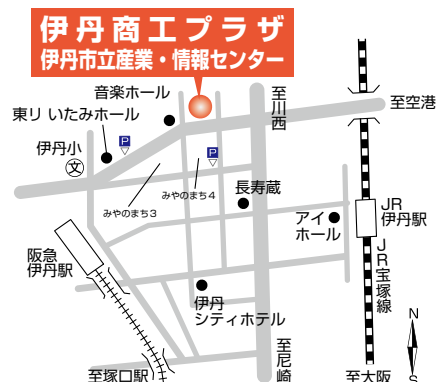 伊丹商工プラザ
伊丹市立産業・情報センター
音楽ホール
東リ いたみホール
伊丹小
文
P
P
至川西
至空港
みやのまち3
みやのまち4
長寿蔵
アイ
ホール
JR
伊丹駅
阪急
伊丹駅
JR宝塚線
伊丹
シティホテル
N
S
至塚口駅
至尼崎
至大阪